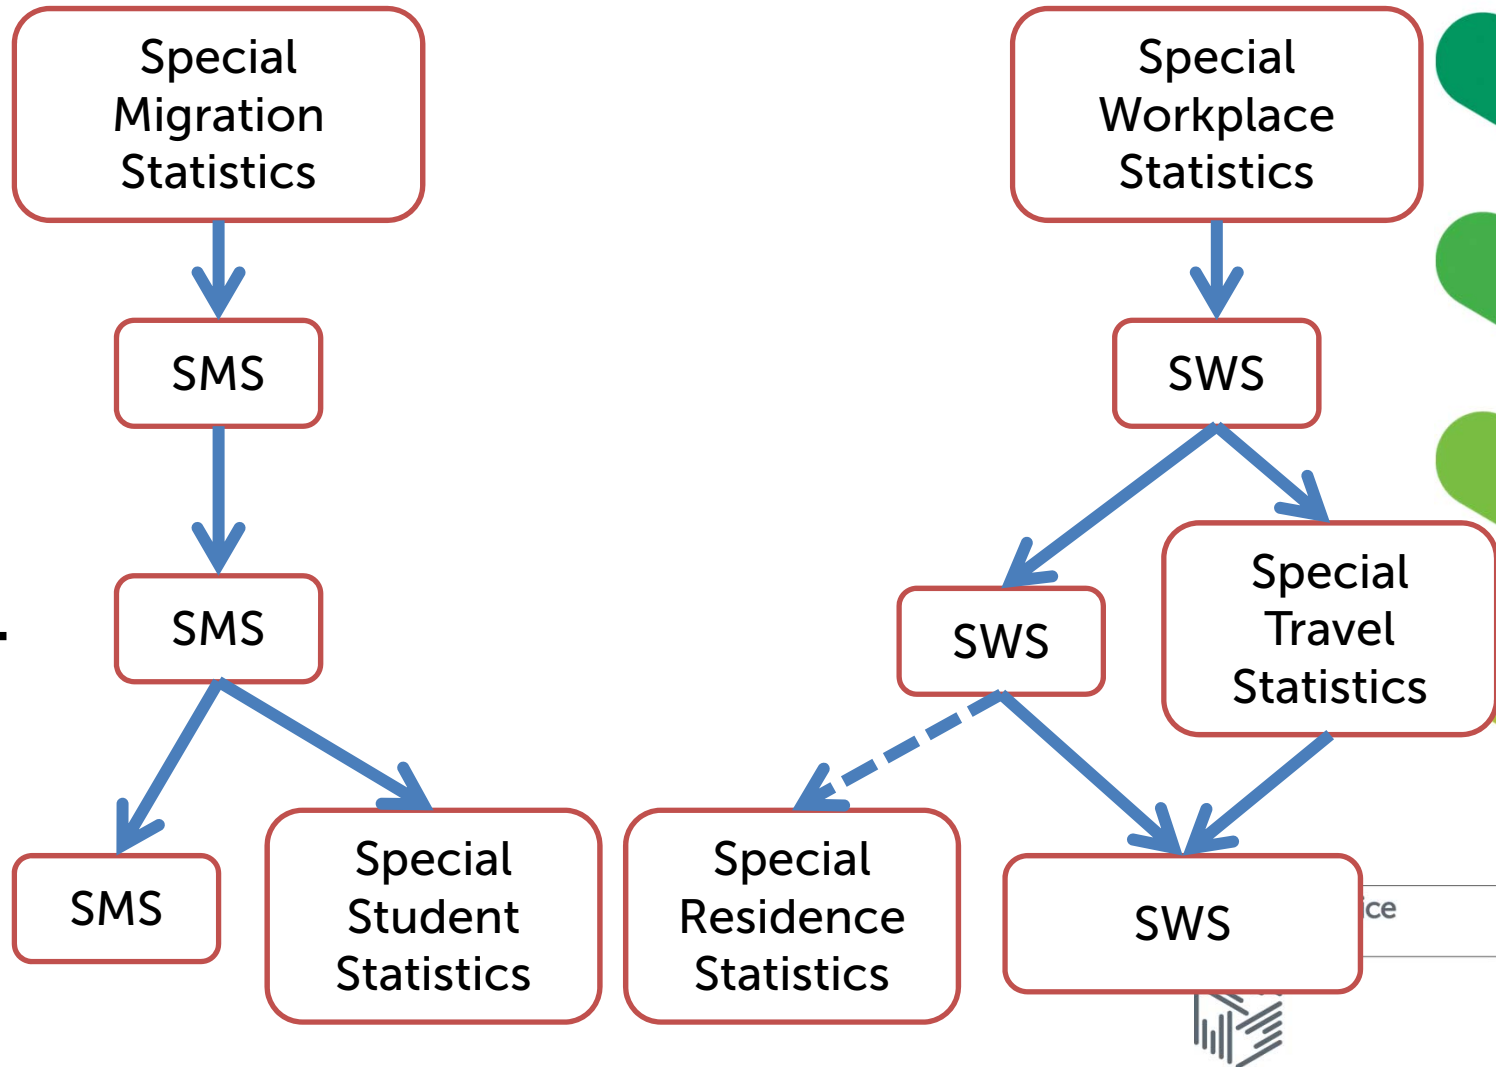 Special
Migration
Statistics
Special
Workplace
Statistics
SMS
SWS
SMS
SWS
Special
Travel
Statistics
SMS
Special
Student
Statistics
Special
Residence
Statistics
SWS
ice